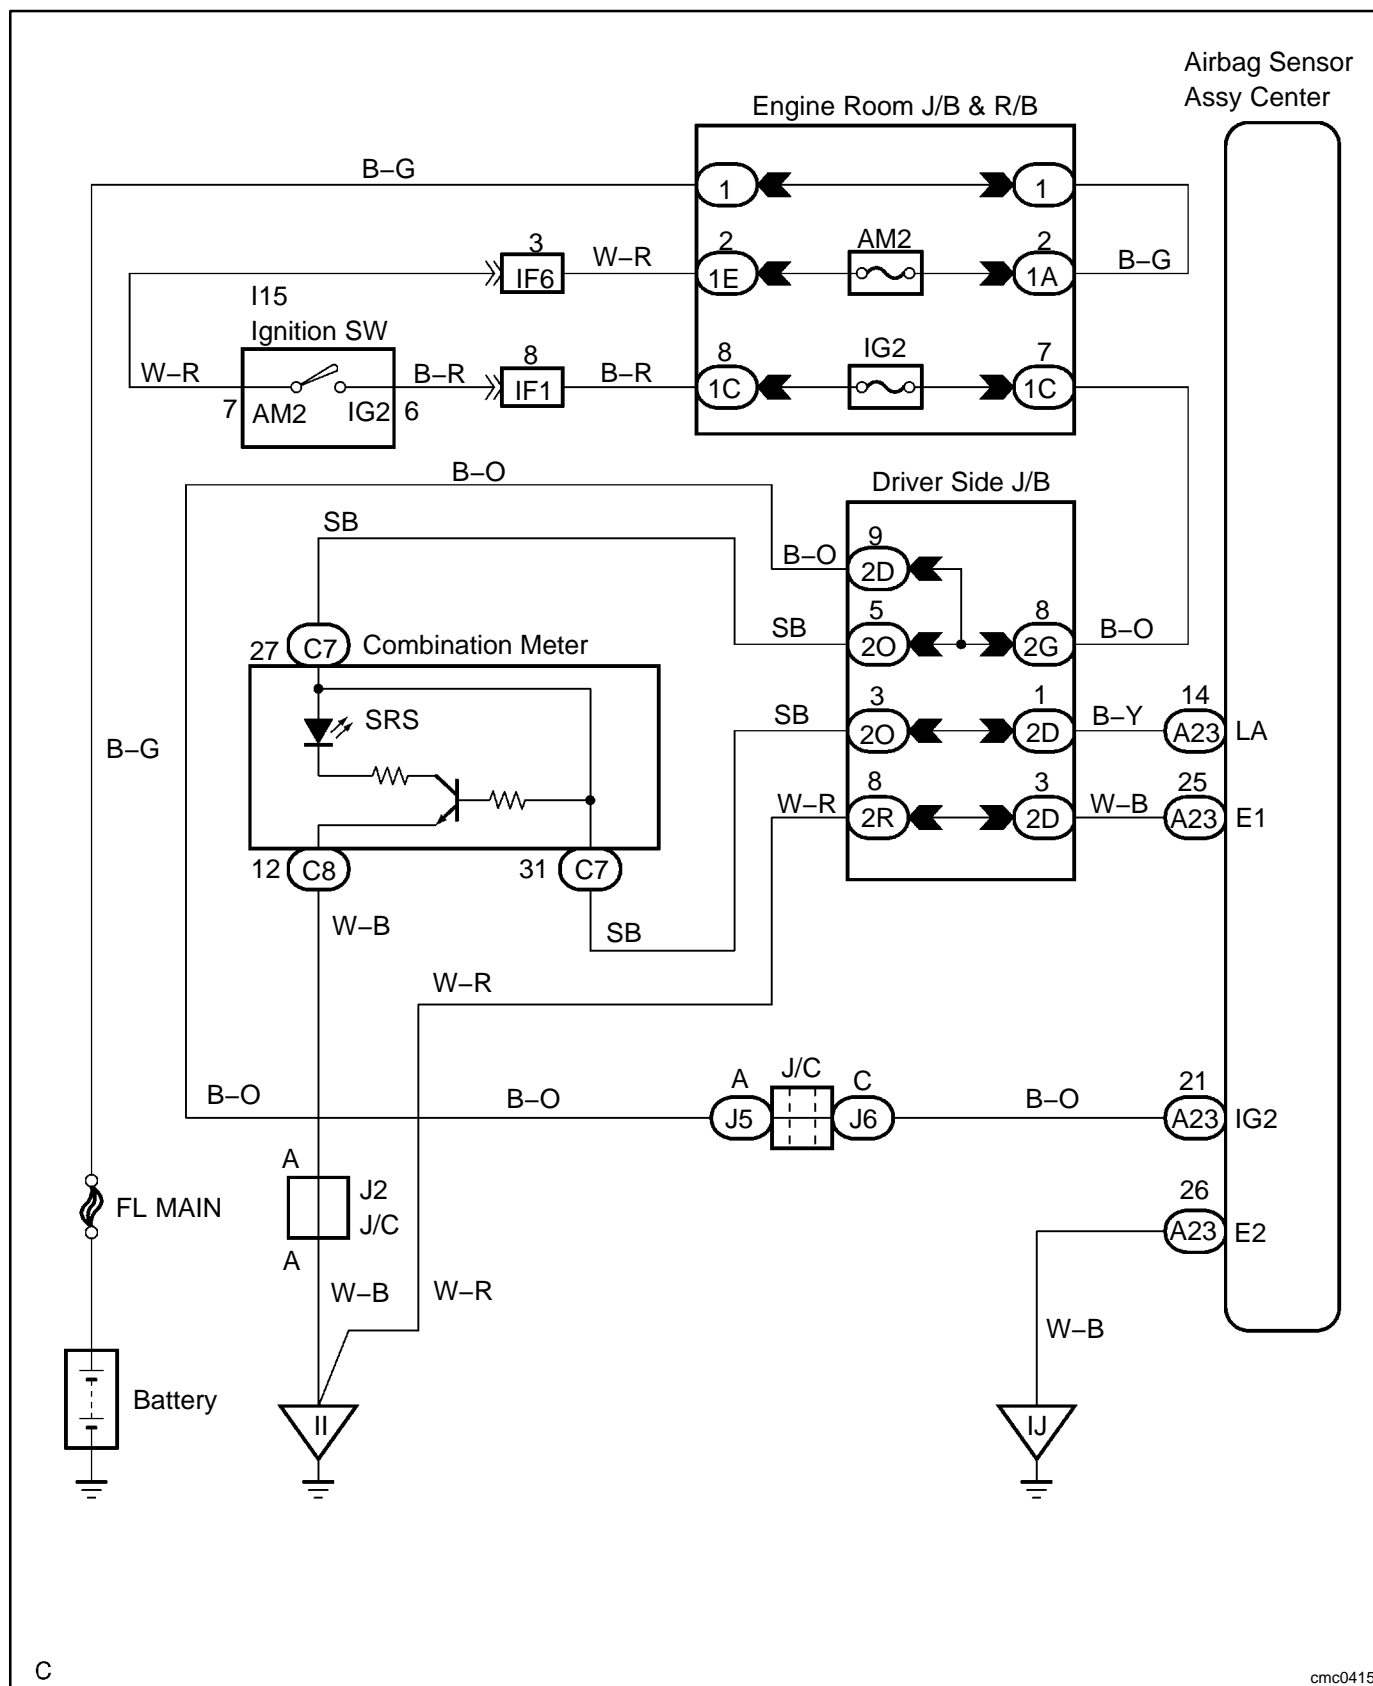 Airbag Sensor
Assy Center
Engine Room J/B & R/B
B–G
1
1
3
W–R
2
AM2
2
IF6
1E
1A
B–G
I15
Ignition SW
W–R
B–R
8
B–R
8
IG2
7
IF1
1C
1C
7
AM2
IG2
6
B–O
Driver Side J/B
SB
9
B–O
2D
5
8
SB
2O
2G
B–O
27
C7
Combination Meter
SRS
3
1
14
SB
2O
2D
B–Y
A23
LA
B–G
8
3
25
W–R
2R
2D
W–B
A23
E1
12
C8
31
C7
W–B
SB
W–R
A
J/C
C
21
B–O
B–O
J5
J6
B–O
A23
IG2
A
J2
J/C
A
FL MAIN
26
A23
E2
W–B
W–R
W–B
Battery
II
IJ
C
cmc0415